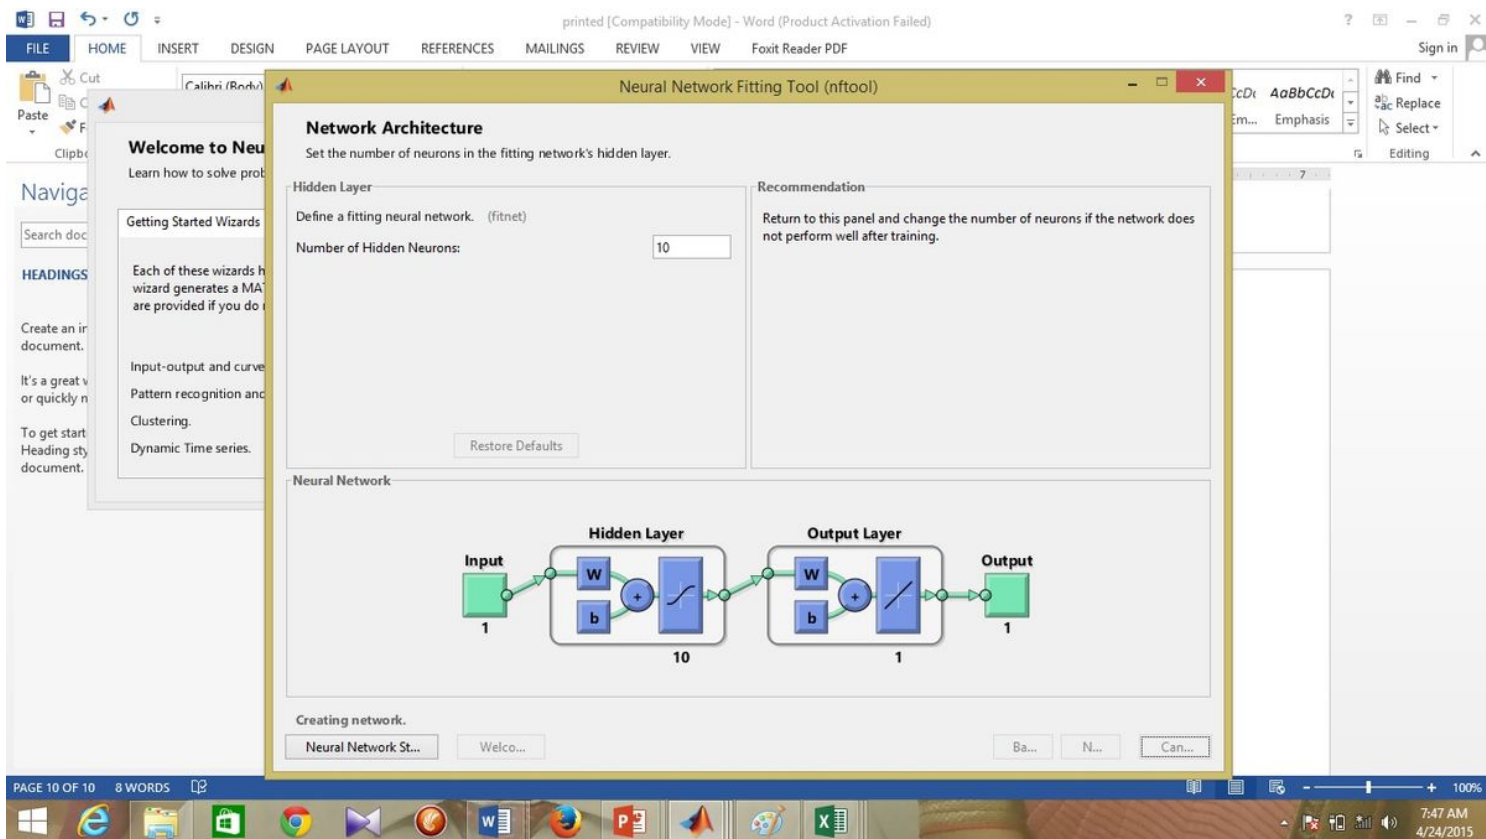 printed [Compatibility Mode] - Word (Product Activation Failed)
FILE HOME INSERT DESIGN PAGE LAYOUT REFERENCES MAILINGS REVIEW VIEW Foxit Reader PDF Sign in
Cut
Paste
Calibri (Body)
AaBbCcDc
Emphasis
Find
Replace
Select
Editing
7
Search doc
HEADINGS
Create an
document.
It's a great
or quickly
To get start
Heading
document.
Welcome to Neu
Learn how to solve prob
Getting Started Wizards
Each of these wizards h
wizard generates a MA
are provided if you do
Input-output and curve
Pattern recognition and
Clustering.
Dynamic Time series.
Neural Network Fitting Tool (nftool)
Network Architecture
Set the number of neurons in the fitting network's hidden layer.
Hidden Layer
Define a fitting neural network. (fitnet)
Number of Hidden Neurons: 10
Restore Defaults
Recommendation
Return to this panel and change the number of neurons if the network does
not perform well after training.
Neural Network
Hidden Layer Output Layer
Input Output
W W
+ +
b b
1 1
10 1
Creating network.
Neural Network St... Welco... Ba... N... Can...
PAGE 10 OF 10 8 WORDS 100%
7:47 AM
4/24/2015